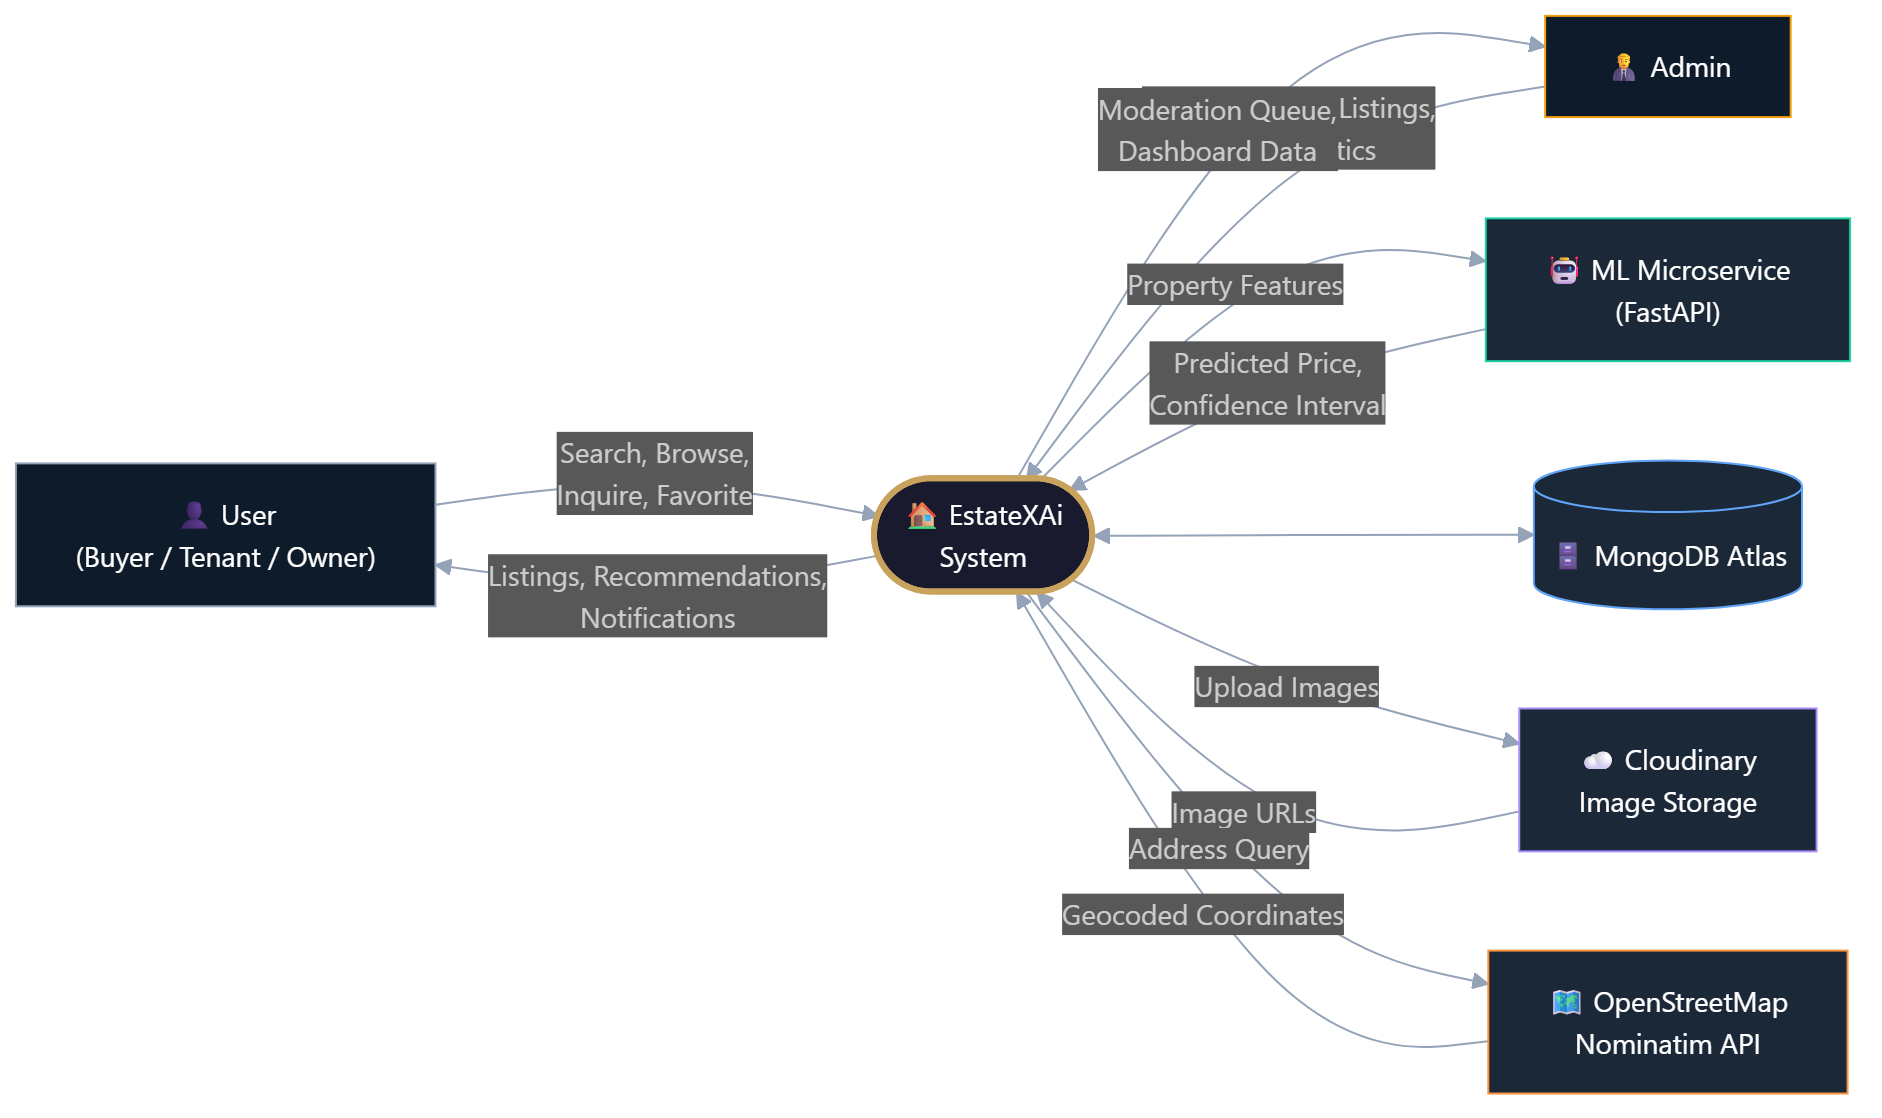 Admin
Moderation Queue,
Dashboard Data
Listings,
Property Features
ML Microservice
(FastAPI)
Predicted Price,
Confidence Interval
Search, Browse,
Inquire, Favorite
User
(Buyer / Tenant / Owner)
Listings, Recommendations,
Notifications
EstateXAi
System
MongoDB Atlas
Upload Images
Cloudinary
Image Storage
Image URLs
Address Query
Geocoded Coordinates
OpenStreetMap
Nominatim API